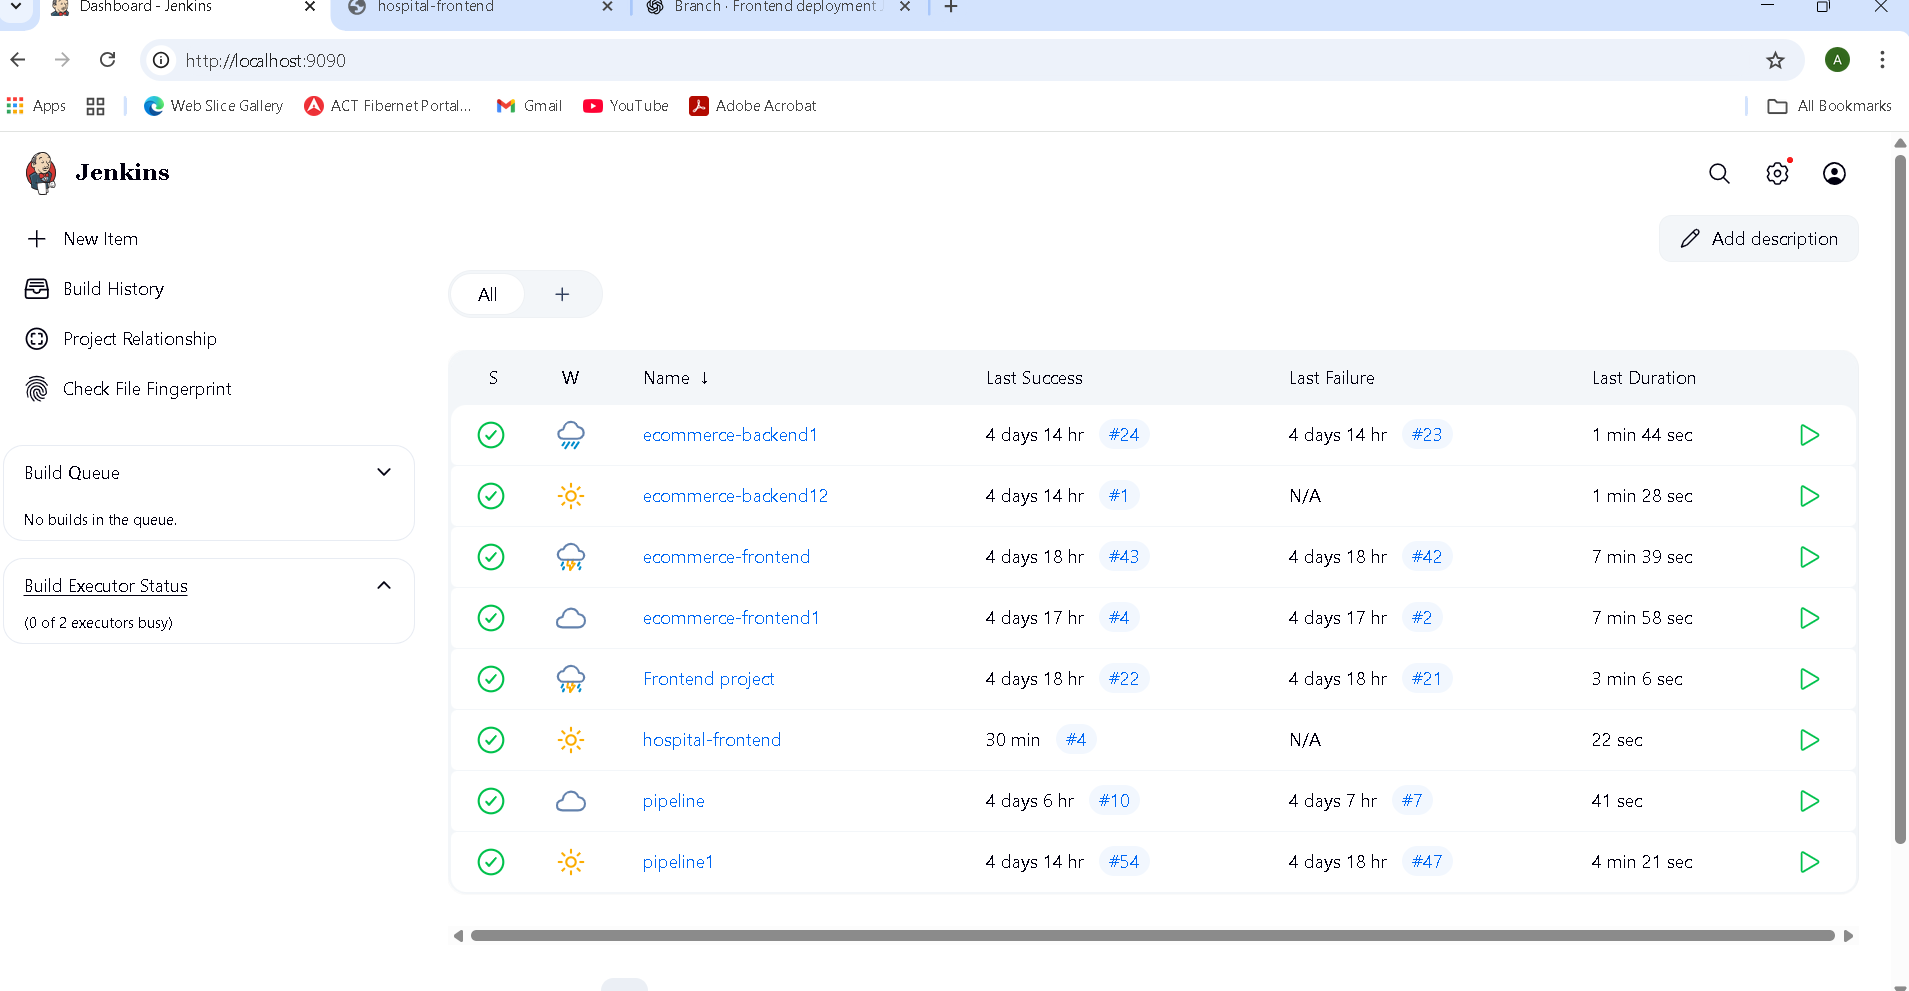 Dashboard - Jenkins
hospital-frontend
Branch · Frontend deployment
http://localhost:9090
A
Apps
Web Slice Gallery
ACT Fibernet Portal...
Gmail
YouTube
Adobe Acrobat
All Bookmarks
Jenkins
New Item
Build History
Project Relationship
Check File Fingerprint
Build Queue
No builds in the queue.
Build Executor Status
(0 of 2 executors busy)
Add description
All
S W Name ↓ Last Success Last Failure Last Duration
ecommerce-backend1 4 days 14 hr #24 4 days 14 hr #23 1 min 44 sec
ecommerce-backend12 4 days 14 hr #1 N/A 1 min 28 sec
ecommerce-frontend 4 days 18 hr #43 4 days 18 hr #42 7 min 39 sec
ecommerce-frontend1 4 days 17 hr #4 4 days 17 hr #2 7 min 58 sec
Frontend project 4 days 18 hr #22 4 days 18 hr #21 3 min 6 sec
hospital-frontend 30 min #4 N/A 22 sec
pipeline 4 days 6 hr #10 4 days 7 hr #7 41 sec
pipeline1 4 days 14 hr #54 4 days 18 hr #47 4 min 21 sec